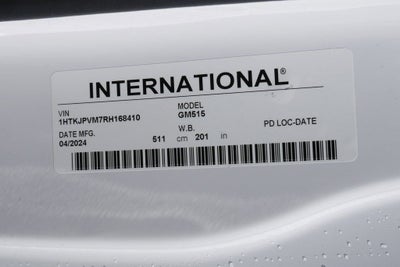 INTERNATIONAL®
VIN MODEL
1HTKJPVM7RH168410 GM515
DATE MFG. W.B. PD LOC-DATE
04/2024 511 cm 201 in